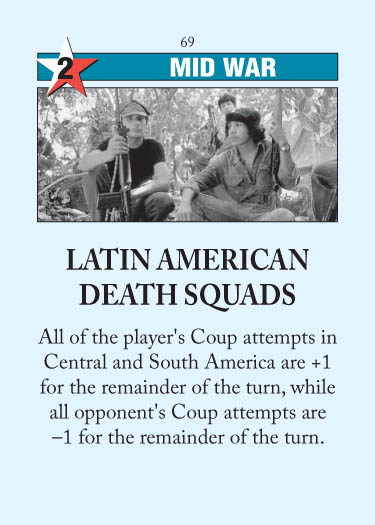 69
2
MID WAR
LATIN AMERICAN
DEATH SQUADS
All of the player's Coup attempts in
Central and South America are +1
for the remainder of the turn, while
all opponent's Coup attempts are
–1 for the remainder of the turn.